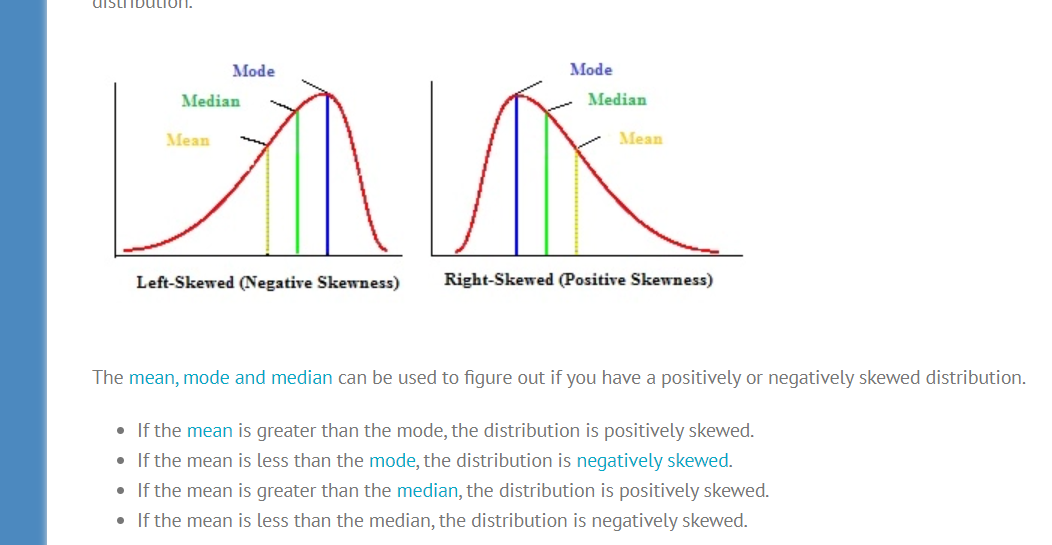 distribution.
Mode
Median
Mean
Left-Skewed (Negative Skewness)
Mode
Median
Mean
Right-Skewed (Positive Skewness)
The mean, mode and median can be used to figure out if you have a positively or negatively skewed distribution.
• If the mean is greater than the mode, the distribution is positively skewed.
• If the mean is less than the mode, the distribution is negatively skewed.
• If the mean is greater than the median, the distribution is positively skewed.
• If the mean is less than the median, the distribution is negatively skewed.